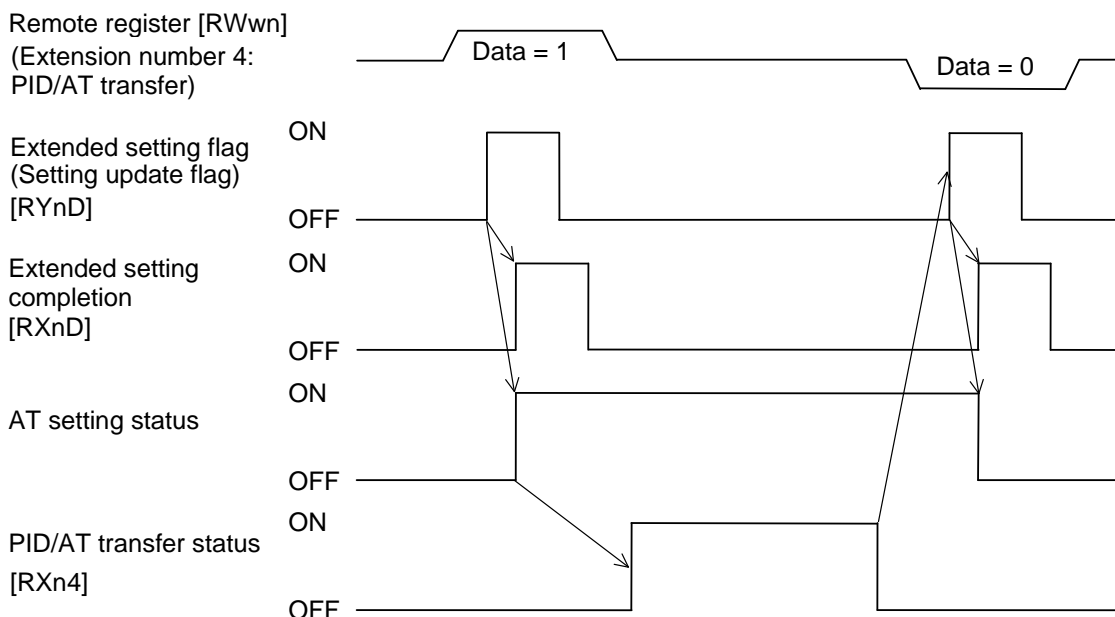 Remote register [RWwn]
(Extension number 4:
PID/AT transfer)
Data = 1
Data = 0
Extended setting flag
(Setting update flag)
[RYnD]
ON
OFF
Extended setting
completion
[RXnD]
ON
OFF
AT setting status
ON
OFF
PID/AT transfer status
[RXn4]
ON
OFF